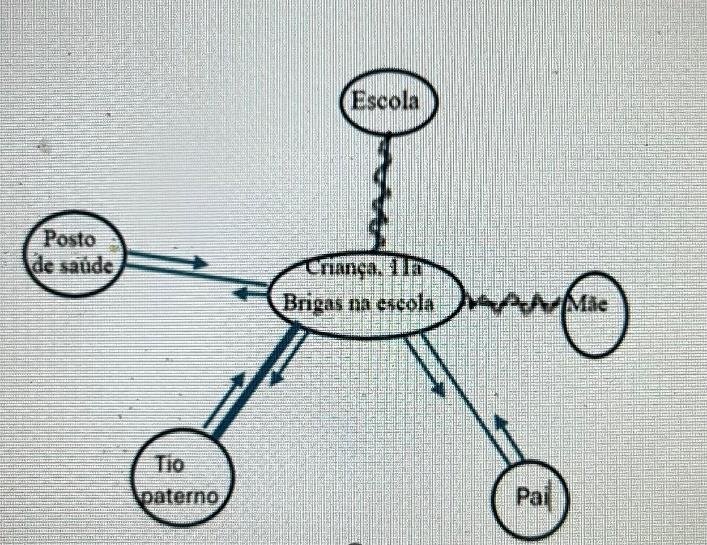 Escola
Posto
de saúde
Criança, 11a
Brigas na escola
Mãe
Tio
paterno
Pai